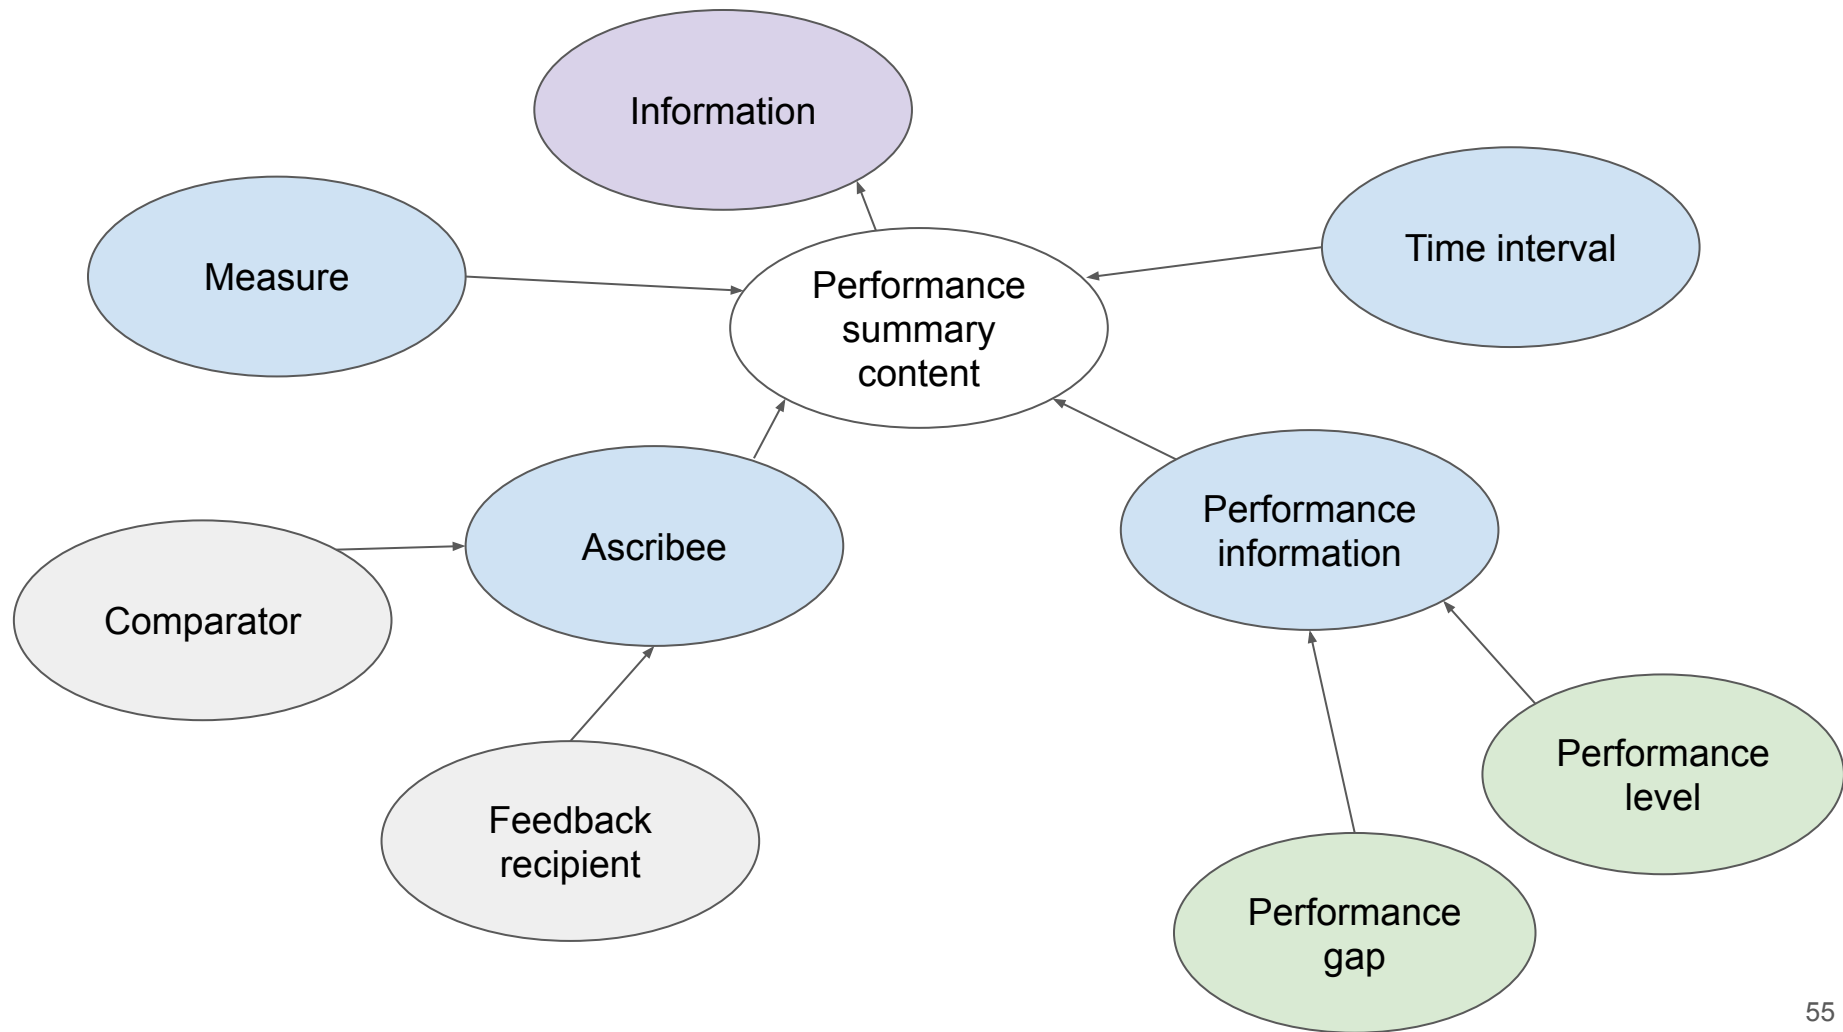 Information
Time interval
Measure
Performance
summary
content
Performance
information
Ascribee
Comparator
Performance
level
Feedback
recipient
Performance
gap
55